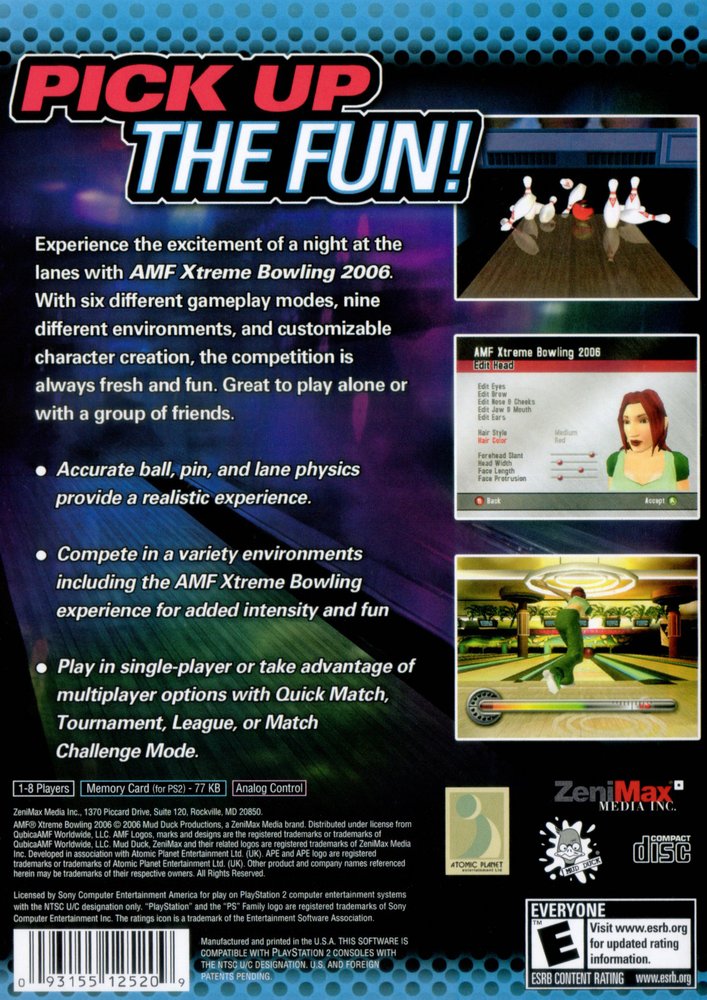 PICK UP
THE FUN!
Experience the excitement of a night at the
lanes with AMF Xtreme Bowling 2006.
With six different gameplay modes, nine
different environments, and customizable
character creation, the competition is
always fresh and fun. Great to play alone or
with a group of friends.
• Accurate ball, pin, and lane physics
provide a realistic experience.
• Compete in a variety environments
including the AMF Xtreme Bowling
experience for added intensity and fun
• Play in single-player or take advantage of
multiplayer options with Quick Match,
Tournament, League, or Match
Challenge Mode.
AMF Xtreme Bowling 2006
Edit Head
Edit Eyes
Edit Brow
Edit Nose & Cheeks
Edit Jaw & Mouth
Edit Ears
Hair Style Medium
Hair Color Red
Forehead Slant
Head Width
Face Length
Face Protrusion
Back Accept
1-8 Players Memory Card (for PS2) - 77 KB Analog Control
ZeniMax Media Inc., 1370 Piccard Drive, Suite 120, Rockville, MD 20850.
AMF® Xtreme Bowling 2006 © 2006 Mud Duck Productions, a ZeniMax Media brand. Distributed under license from
QubicaAMF Worldwide, LLC. AMF Logos, marks and designs are the registered trademarks or trademarks of
QubicaAMF Worldwide, LLC. Mud Duck, ZeniMax and their related logos are registered trademarks of ZeniMax Media
Inc. Developed in association with Atomic Planet Entertainment Ltd. (UK). APE and APE logo are registered
trademarks or trademarks of Atomic Planet Entertainment Ltd. (UK). Other product and company names referenced
herein may be trademarks of their respective owners. All Rights Reserved.
Licensed by Sony Computer Entertainment America for play on PlayStation 2 computer entertainment systems
with the NTSC U/C designation only. "PlayStation" and the "PS" Family logo are registered trademarks of Sony
Computer Entertainment Inc. The ratings icon is a trademark of the Entertainment Software Association.
Manufactured and printed in the U.S.A. THIS SOFTWARE IS
COMPATIBLE WITH PLAYSTATION 2 CONSOLES WITH
THE NTSC U/C DESIGNATION. U.S. AND FOREIGN
PATENTS PENDING.
0 93155 12520 9
ATOMIC PLANET
entertainment Ltd
ZeniMax
MEDIA INC.
MUD DUCK
COMPACT
disc
EVERYONE
E
Visit www.esrb.org
for updated rating
information.
ESRB CONTENT RATING www.esrb.org